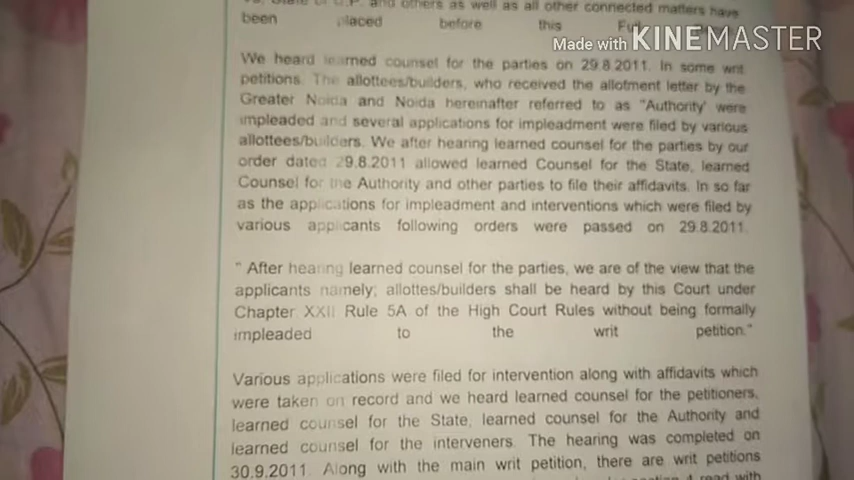 and others as well as all other connected matters have
been placed before this
Made with KINEMASTER
We heard learned counsel for the parties on 29.8.2011. In some writ
petitions. The allottees/builders, who received the allotment letter by the
Greater Noida and Noida hereinafter referred to as "Authority' were
impleaded and several applications for impleadment were filed by various
allottees/builders. We after hearing learned counsel for the parties by our
order dated 29.8.2011 allowed learned Counsel for the State, learned
Counsel for the Authority and other parties to file their affidavits. In so far
as the applications for impleadment and interventions which were filed by
various applicants following orders were passed on 29.8.2011.
" After hearing learned counsel for the parties, we are of the view that the
applicants namely; allottes/builders shall be heard by this Court under
Chapter XXII Rule 5A of the High Court Rules without being formally
impleaded to the writ petition."
Various applications were filed for intervention along with affidavits which
were taken on record and we heard learned counsel for the petitioners,
learned counsel for the State, learned counsel for the Authority and
learned counsel for the interveners. The hearing was completed on
30.9.2011. Along with the main writ petition, there are writ petitions
read with